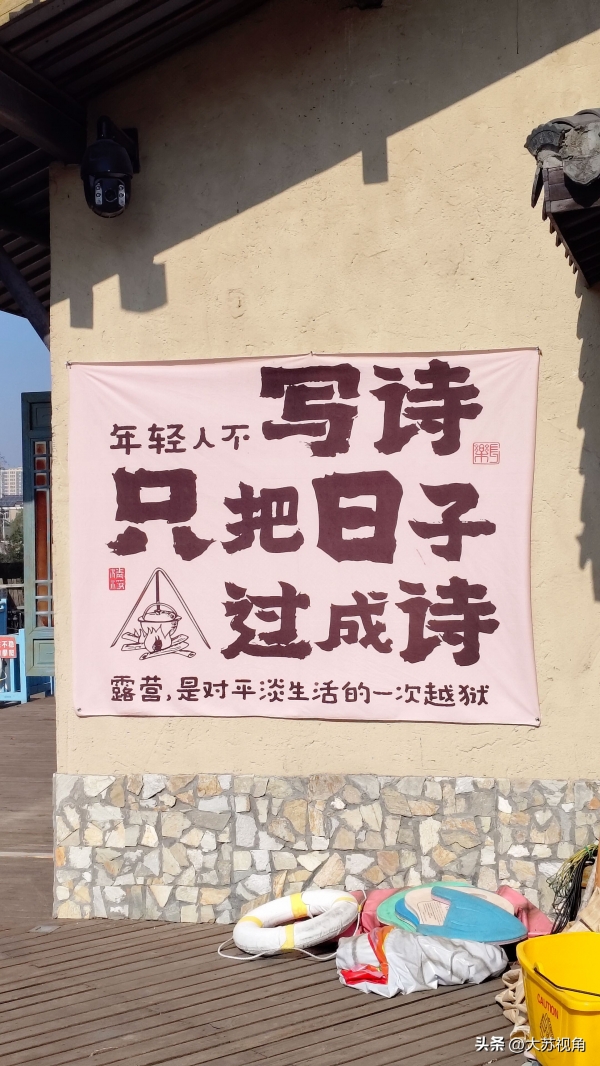 年轻人不写诗
只把日子
过成诗
露营,是对平淡生活的一次越狱
CAUTION
头条 @大苏视角